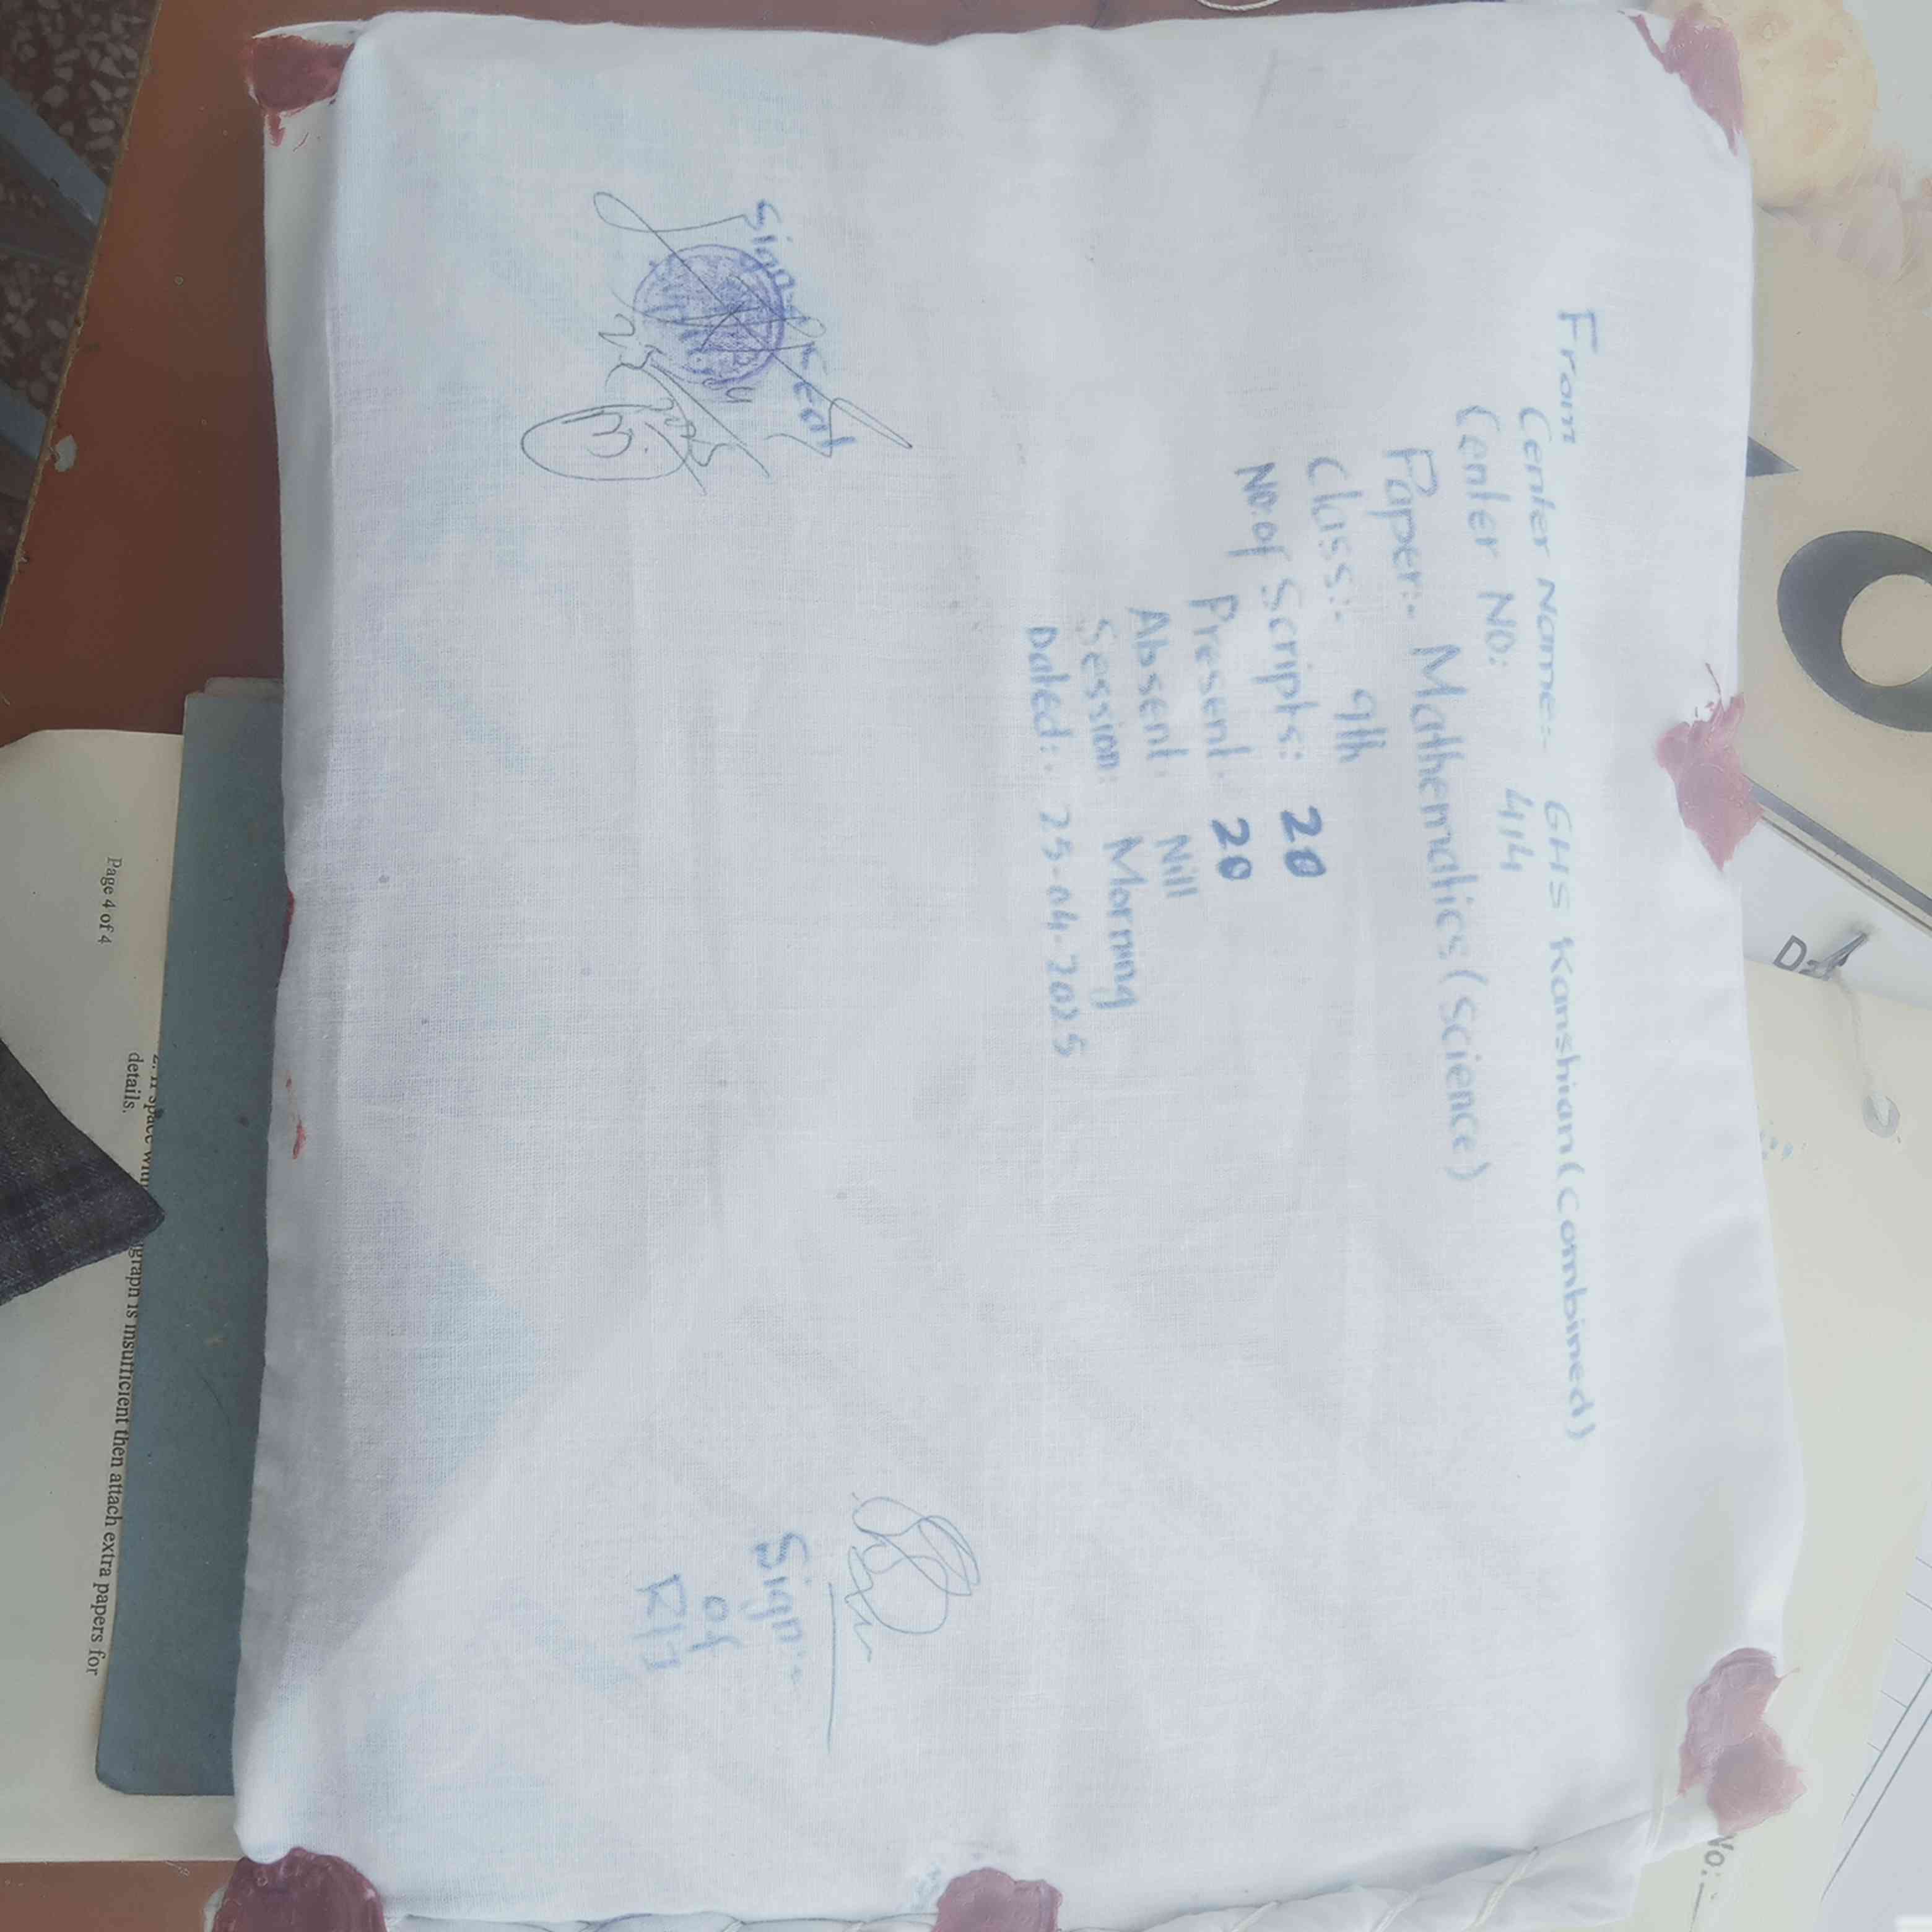 From
Center Name:- GHS Kanshian (Combined)
Center NO: 414
Paper:- Mathematics (Science)
Class:- 9th
NO. of Scripts: 20
Present. 20
Absent. Nill
Session: Morning
Dated:. 25-04-2025
Sign
of
RI
Page 4 of 4
graph is insufficient then attach extra papers for
details.
NO: